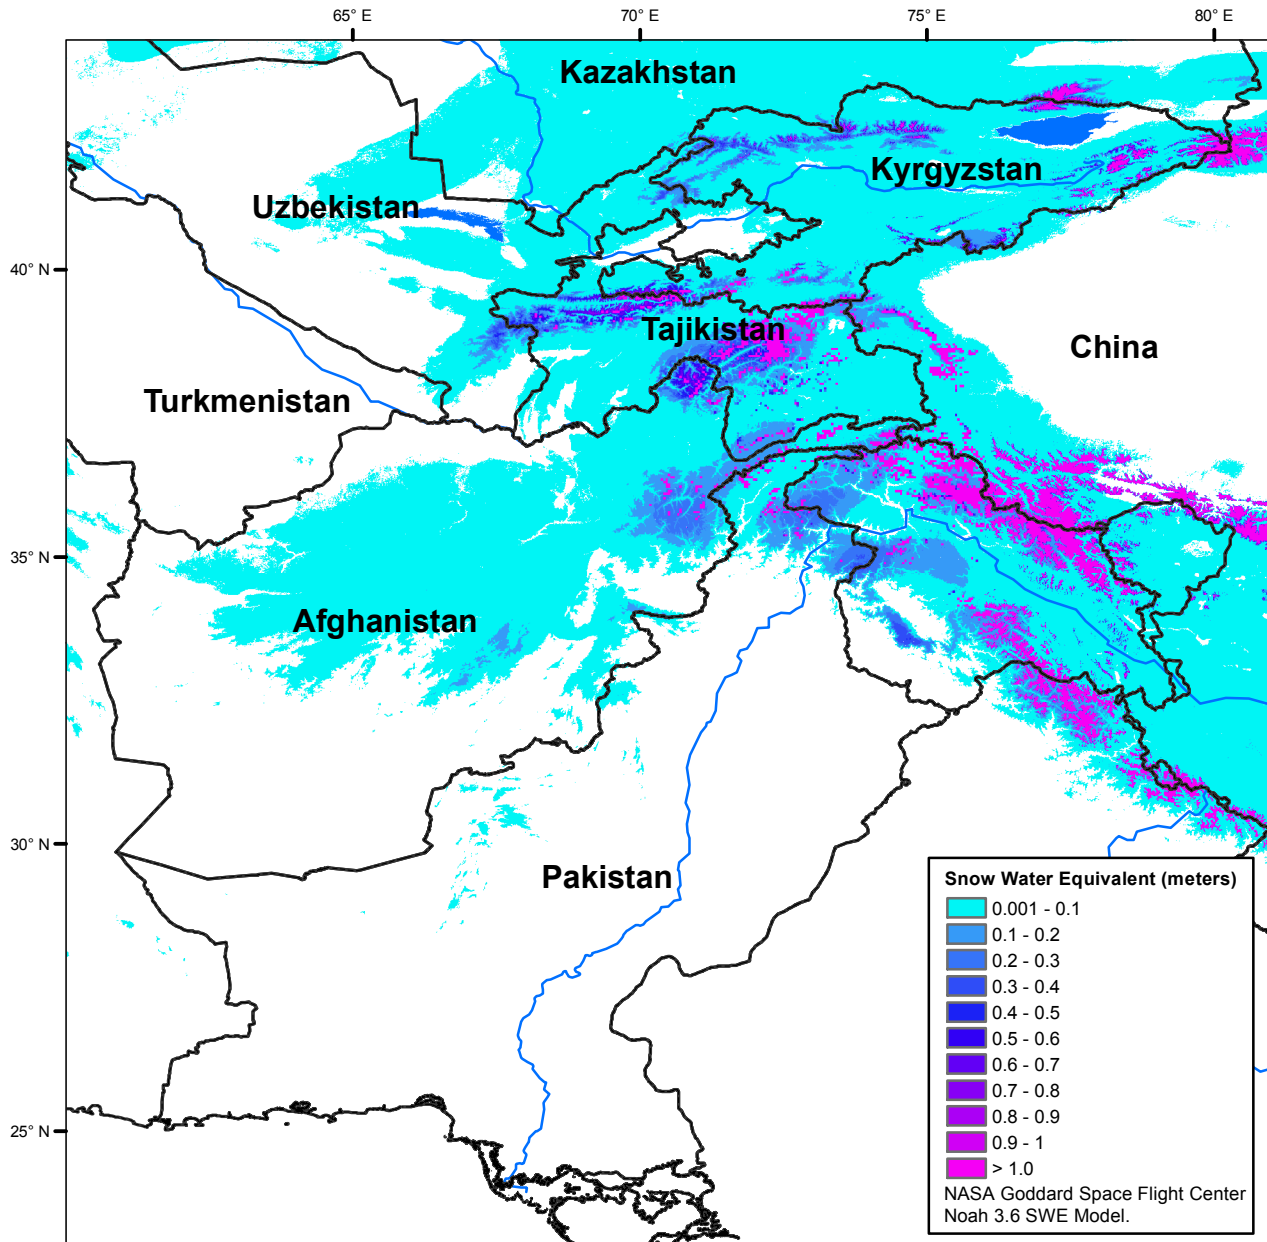 65° E
70° E
75° E
80° E
Kazakhstan
Kyrgyzstan
Uzbekistan
40° N
Tajikistan
China
Turkmenistan
35° N
Afghanistan
30° N
Pakistan
25° N
Snow Water Equivalent (meters)
0.001 - 0.1
0.1 - 0.2
0.2 - 0.3
0.3 - 0.4
0.4 - 0.5
0.5 - 0.6
0.6 - 0.7
0.7 - 0.8
0.8 - 0.9
0.9 - 1
> 1.0
NASA Goddard Space Flight Center
Noah 3.6 SWE Model.